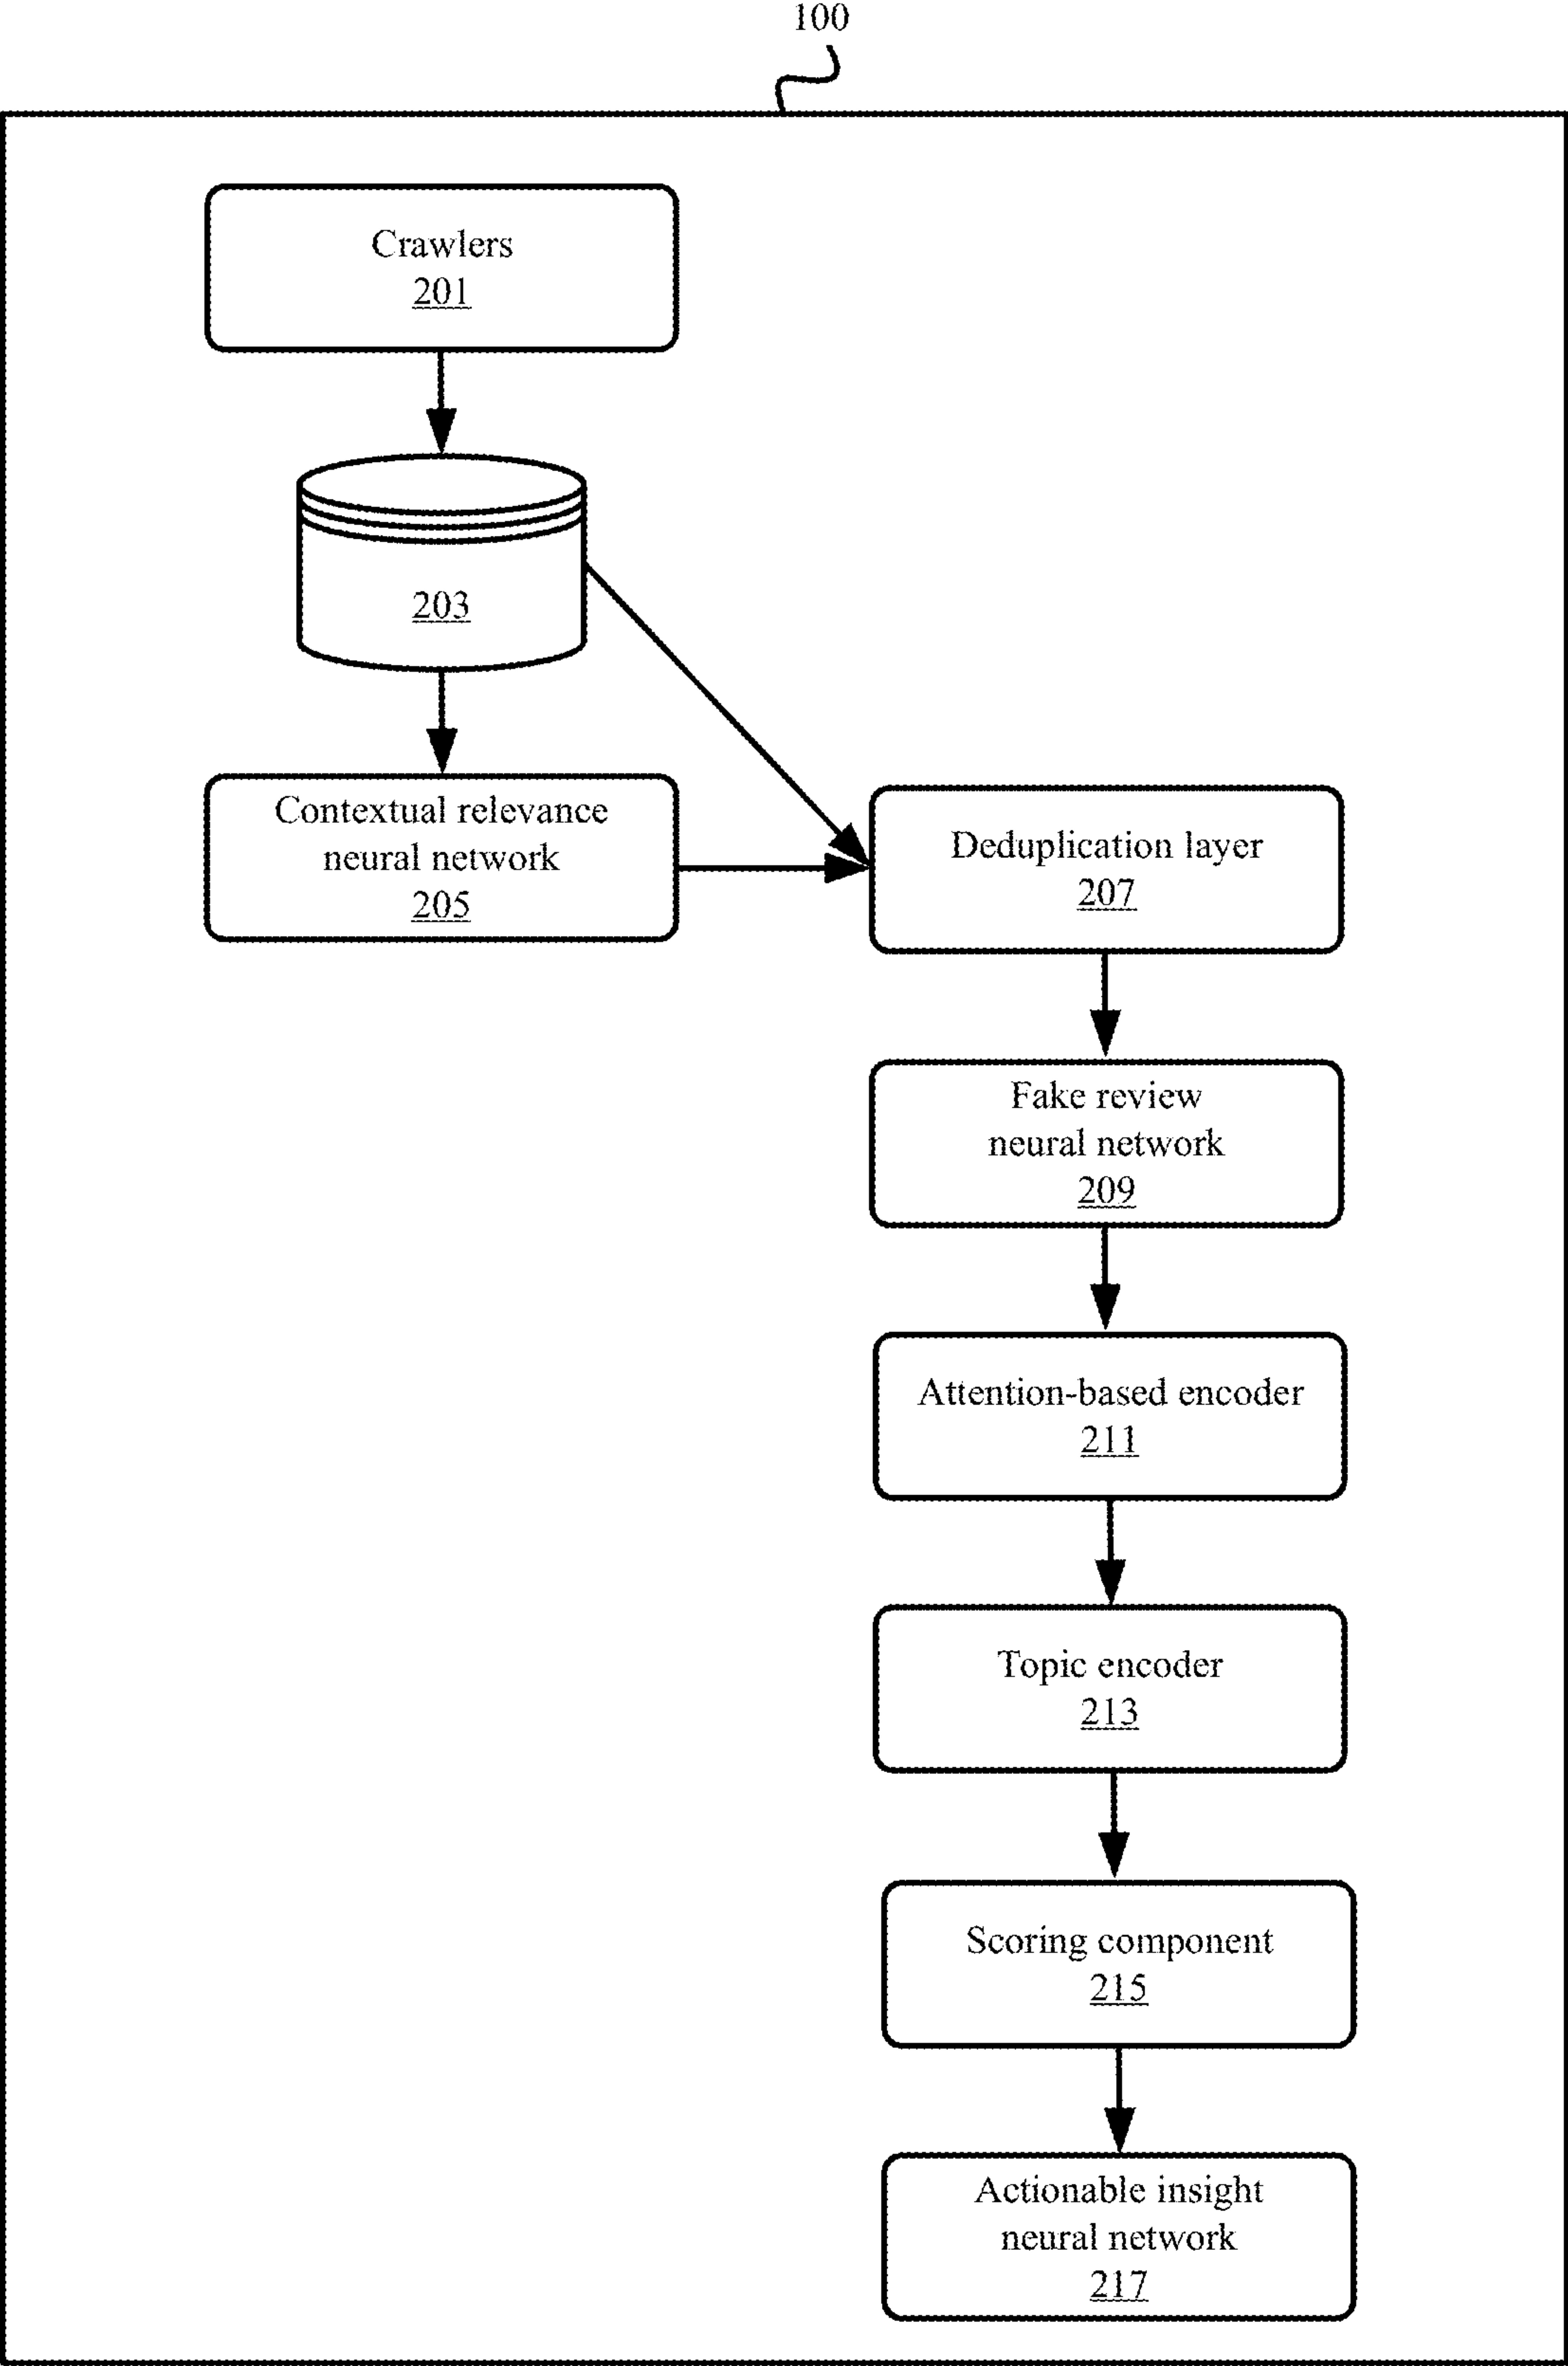 100
Crawlers
201
203
Contextual relevance
neural network
205
Deduplication layer
207
Fake review
neural network
209
Attention-based encoder
211
Topic encoder
213
Scoring component
215
Actionable insight
neural network
217